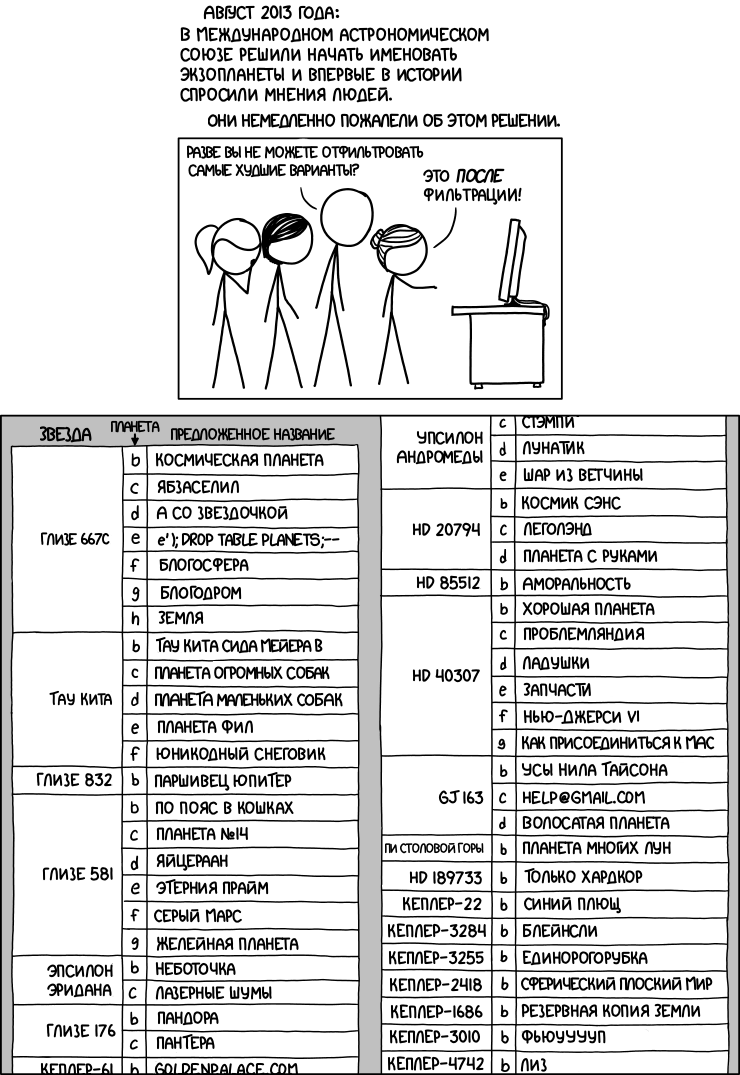 АВГУСТ 2013 ГОДА:
В МЕЖДУНАРОДНОМ АСТРОНОМИЧЕСКОМ
СОЮЗЕ РЕШИЛИ НАЧАТЬ ИМЕНОВАТЬ
ЭКЗОПЛАНЕТЫ И ВПЕРВЫЕ В ИСТОРИИ
СПРОСИЛИ МНЕНИЯ ЛЮДЕЙ.
ОНИ НЕМЕДЛЕННО ПОЖАЛЕЛИ ОБ ЭТОМ РЕШЕНИИ.
РАЗВЕ ВЫ НЕ МОЖЕТЕ ОТФИЛЬТРОВАТЬ
САМЫЕ ХУДШИЕ ВАРИАНТЫ?
ЭТО ПОСЛЕ
ФИЛЬТРАЦИИ!
ЗВЕЗДА ПЛАНЕТА ПРЕДЛОЖЕННОЕ НАЗВАНИЕ
ГЛИЗЕ 667C
b КОСМИЧЕСКАЯ ПЛАНЕТА
c ЯБЗАСЕЛИЛ
d А СО ЗВЕЗДОЧКОЙ
e e'); DROP TABLE PLANETS;--
f БЛОГОСФЕРА
g БЛОГОДРОМ
h ЗЕМЛЯ
ТАУ КИТА
b ТАУ КИТА СИДА МЕЙЕРА В
c ПЛАНЕТА ОГРОМНЫХ СОБАК
d ПЛАНЕТА МАЛЕНЬКИХ СОБАК
e ПЛАНЕТА ФИЛ
f ЮНИКОДНЫЙ СНЕГОВИК
ГЛИЗЕ 832 b ПАРШИВЕЦ ЮПИТЕР
ГЛИЗЕ 581
b ПО ПОЯС В КОШКАХ
c ПЛАНЕТА №14
d ЯЙЦЕРААН
e ЭТЕРНИЯ ПРАЙМ
f СЕРЫЙ МАРС
g ЖЕЛЕЙНАЯ ПЛАНЕТА
ЭПСИЛОН
ЭРИДАНА
b НЕБОТОЧКА
c ЛАЗЕРНЫЕ ШУМЫ
ГЛИЗЕ 176
b ПАНДОРА
c ПАНТЕРА
КЕПЛЕР-61 b GOLDENPALACE.COM
УПСИЛОН
АНДРОМЕДЫ
c СТЭМПИ
d ЛУНАТИК
e ШАР ИЗ ВЕТЧИНЫ
HD 20794
b КОСМИК СЭНС
c ЛЕГОЛЭНД
d ПЛАНЕТА С РУКАМИ
HD 85512 b АМОРАЛЬНОСТЬ
HD 40307
b ХОРОШАЯ ПЛАНЕТА
c ПРОБЛЕМЛЯНДИЯ
d ЛАДУШКИ
e ЗАПЧАСТИ
f НЬЮ-ДЖЕРСИ VI
g КАК ПРИСОЕДИНИТЬСЯ К МАС
GJ 163
b УСЫ НИЛА ТАЙСОНА
c HELP@GMAIL.COM
d ВОЛОСАТАЯ ПЛАНЕТА
ПИ СТОЛОВОЙ ГОРЫ b ПЛАНЕТА МНОГИХ ЛУН
HD 189733 b ТОЛЬКО ХАРДКОР
КЕПЛЕР-22 b СИНИЙ ПЛЮЩ
КЕПЛЕР-3284 b БЛЕЙНСЛИ
КЕПЛЕР-3255 b ЕДИНОРОГОРУБКА
КЕПЛЕР-2418 b СФЕРИЧЕСКИЙ ПЛОСКИЙ МИР
КЕПЛЕР-1686 b РЕЗЕРВНАЯ КОПИЯ ЗЕМЛИ
КЕПЛЕР-3010 b ФЬЮУУУУП
КЕПЛЕР-4742 b ЛИЗ